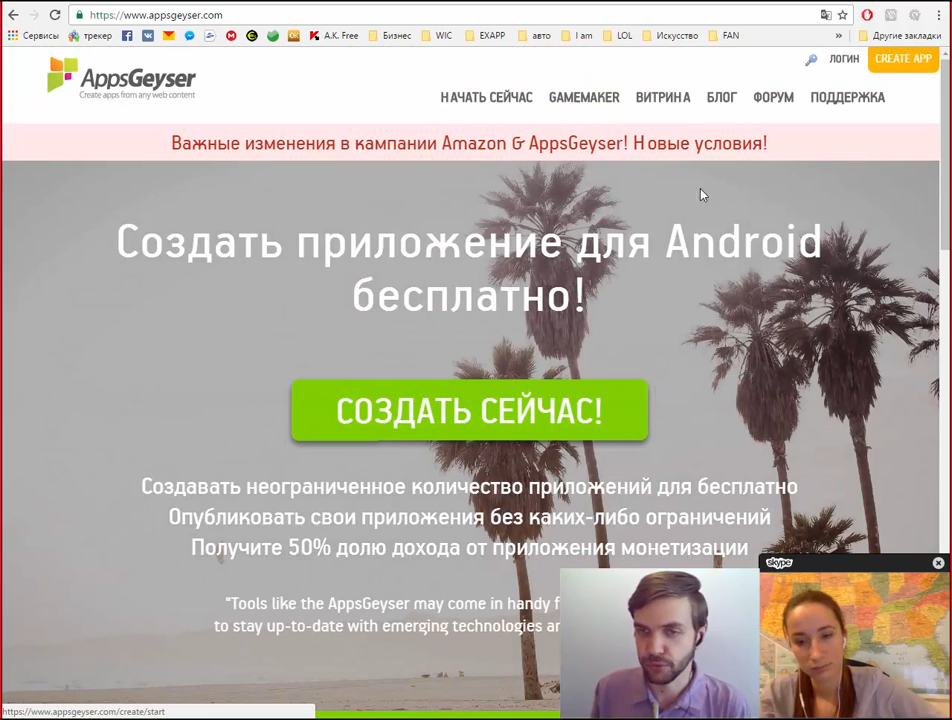 https://www.appsgeyser.com
Сервисы трекер A.K. Free Бизнес WIC EXAPP авто I am LOL Искусство FAN » Другие закладки
AppsGeyser
Create apps from any web content
ЛОГИН CREATE APP
НАЧАТЬ СЕЙЧАС GAMEMAKER ВИТРИНА БЛОГ ФОРУМ ПОДДЕРЖКА
Важные изменения в кампании Amazon & AppsGeyser! Новые условия!
Создать приложение для Android
бесплатно!
СОЗДАТЬ СЕЙЧАС!
Создавать неограниченное количество приложений для бесплатно
Опубликовать свои приложения без каких-либо ограничений
Получите 50% долю дохода от приложения монетизации
"Tools like the AppsGeyser may come in handy f
to stay up-to-date with emerging technologies ar
skype
https://www.appsgeyser.com/create/start